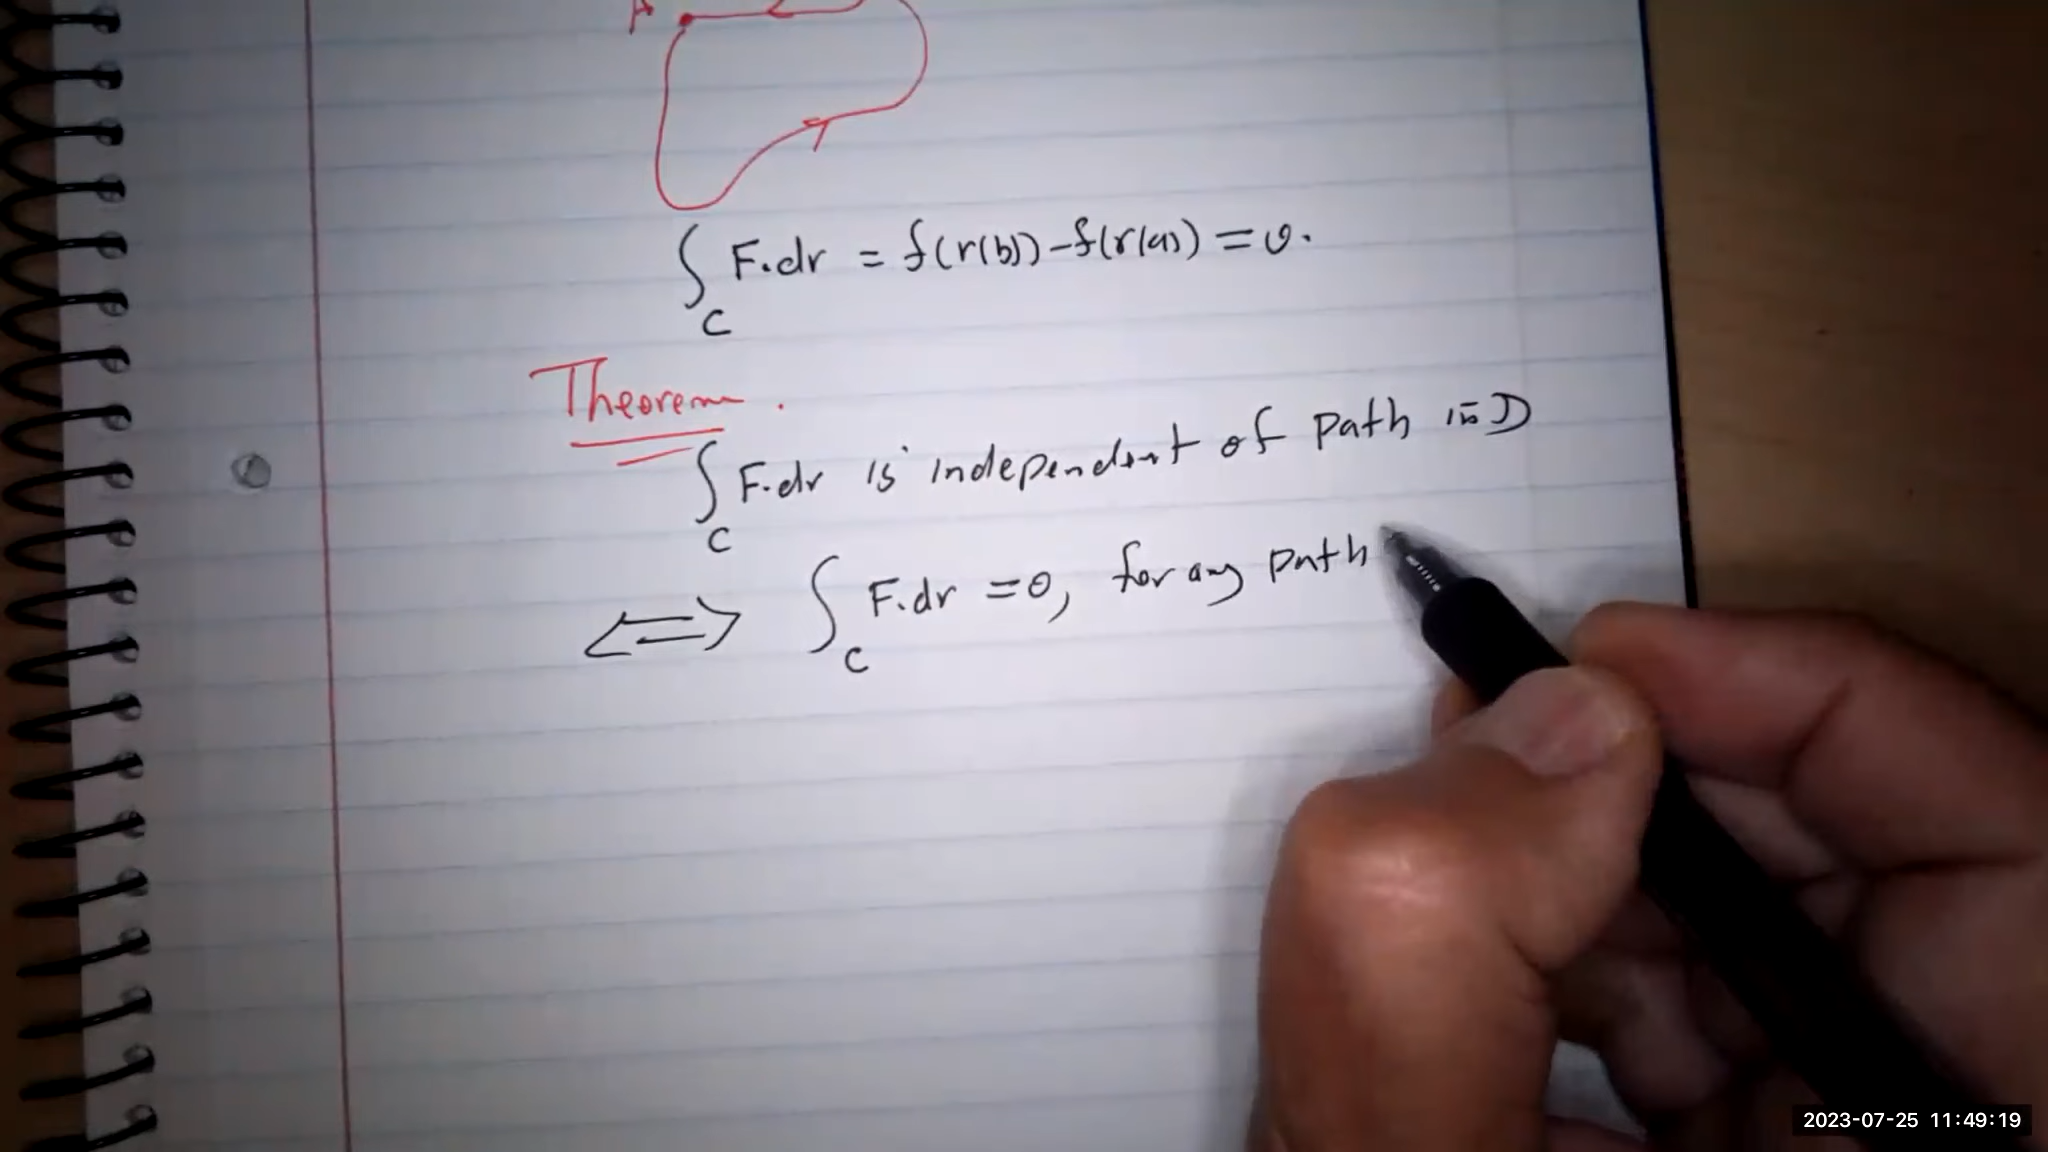 A
∫_C F.dr = f(r(b)) - f(r(a)) = 0.
Theorem.
∫_C F.dr is independent of path in D
<=> ∫_C F.dr = 0, for any path
2023-07-25 11:49:19